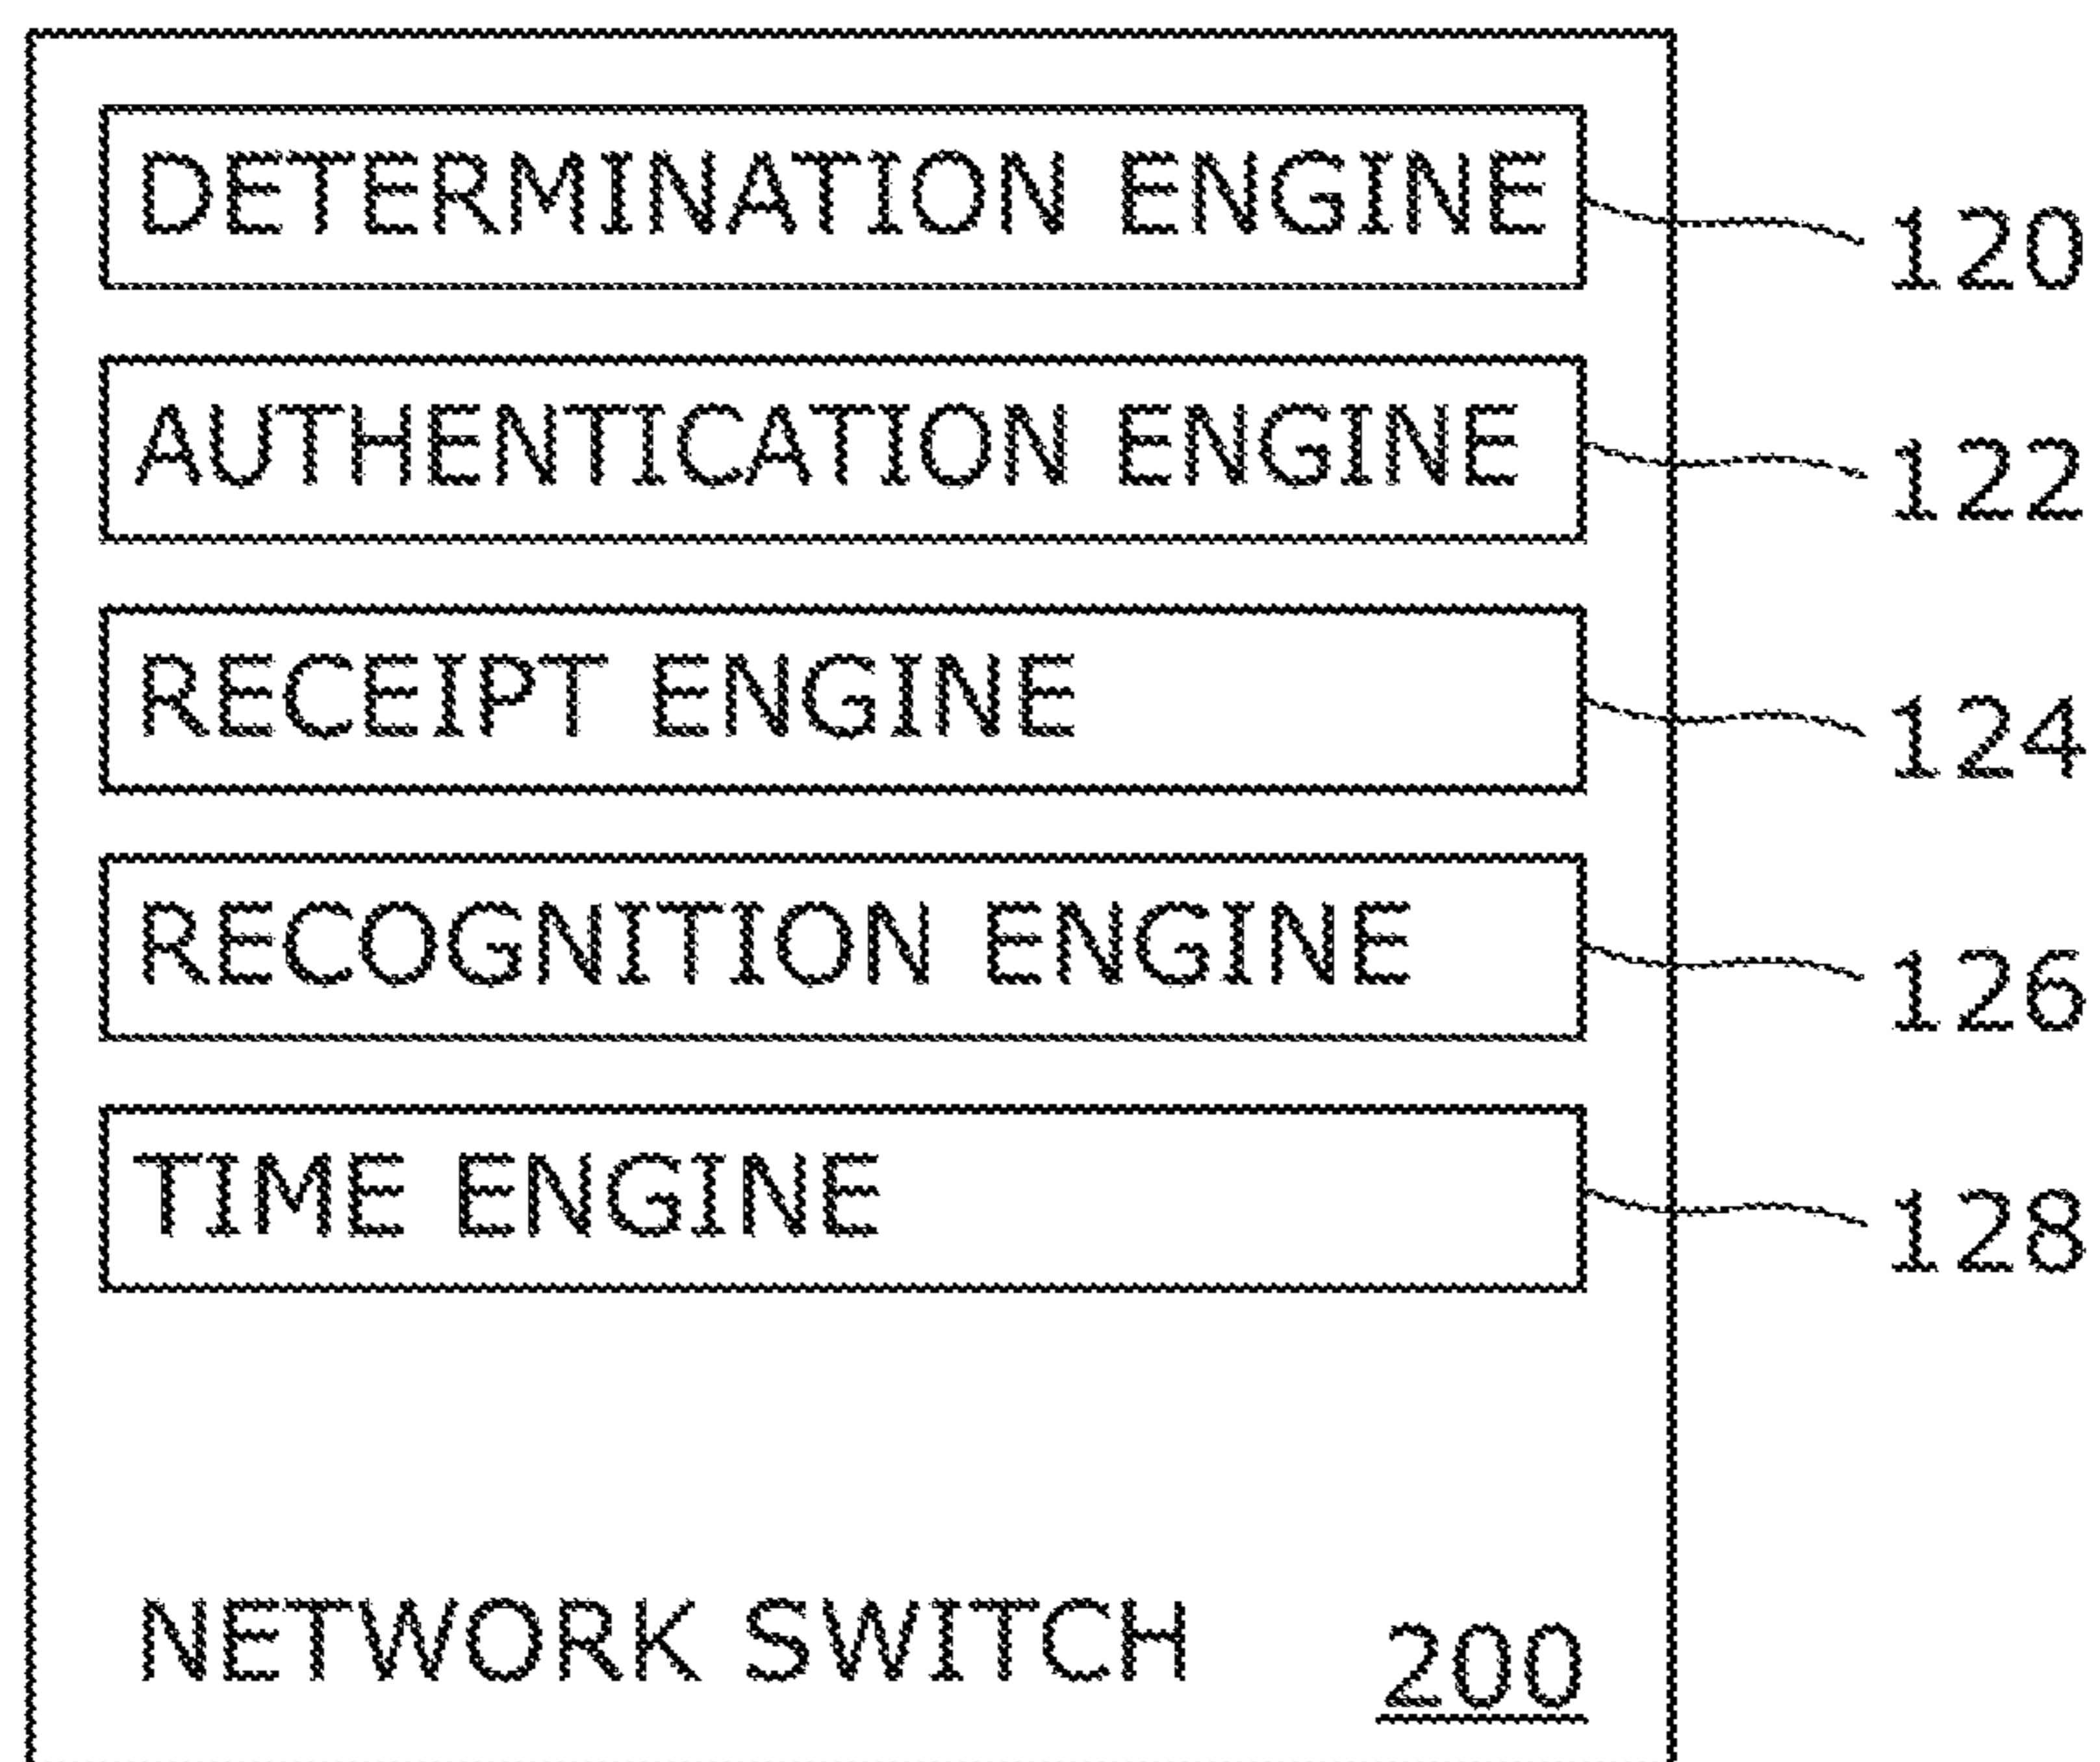 DETERMINATION ENGINE 120
AUTHENTICATION ENGINE 122
RECEIPT ENGINE 124
RECOGNITION ENGINE 126
TIME ENGINE 128
NETWORK SWITCH 200